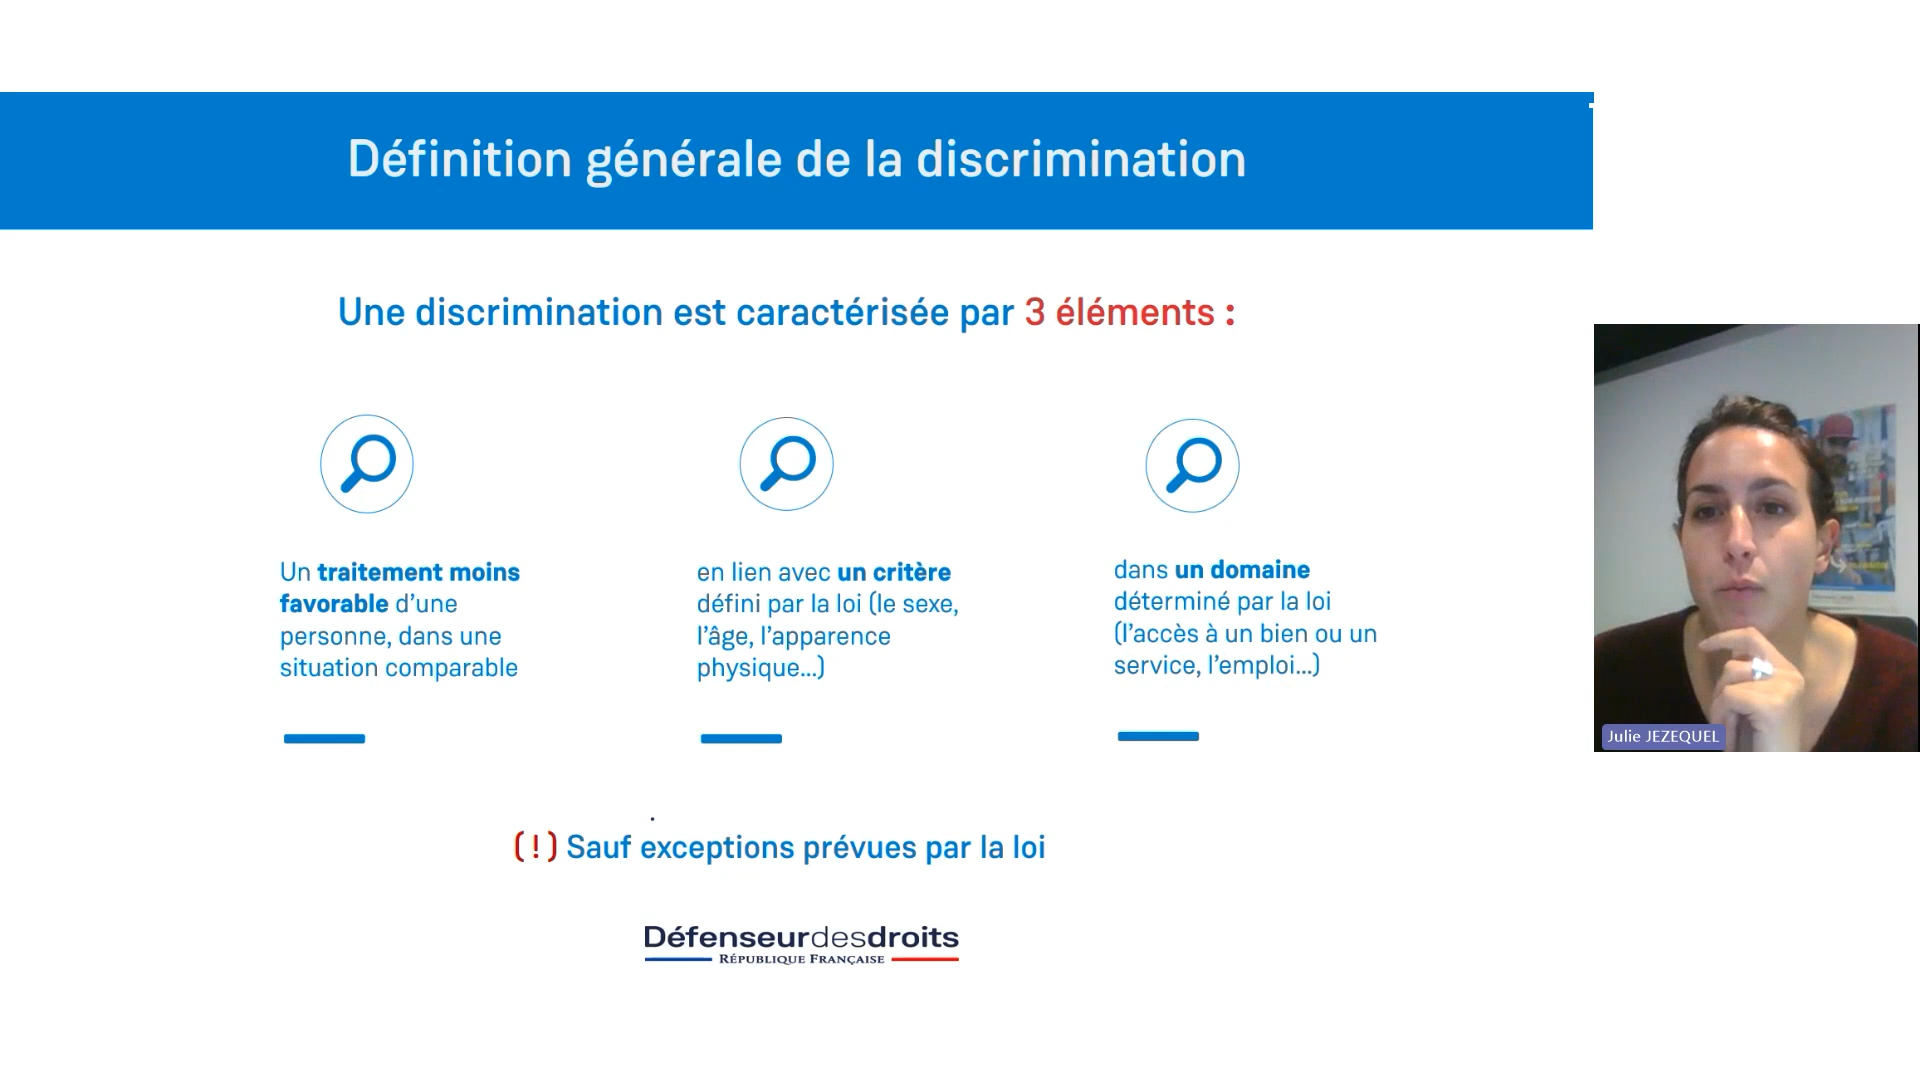 Définition générale de la discrimination
Une discrimination est caractérisée par 3 éléments :
Un traitement moins
favorable d'une
personne, dans une
situation comparable
en lien avec un critère
défini par la loi (le sexe,
l'âge, l'apparence
physique...)
dans un domaine
déterminé par la loi
(l'accès à un bien ou un
service, l'emploi...)
(!) Sauf exceptions prévues par la loi
Défenseurdesdroits
RÉPUBLIQUE FRANÇAISE
Julie JEZEQUEL